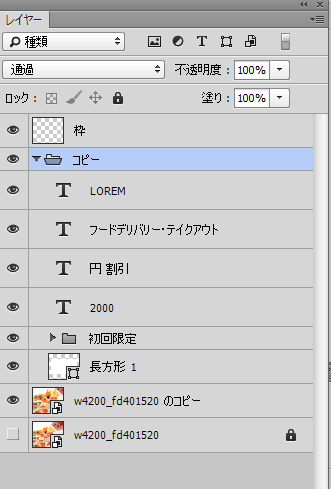 レイヤー
種類
通過
不透明度: 100%
ロック:
塗り: 100%
枠
コピー
T LOREM
T フードデリバリー・テイクアウト
T 円 割引
T 2000
初回限定
長方形 1
w4200_fd401520 のコピー
w4200_fd401520